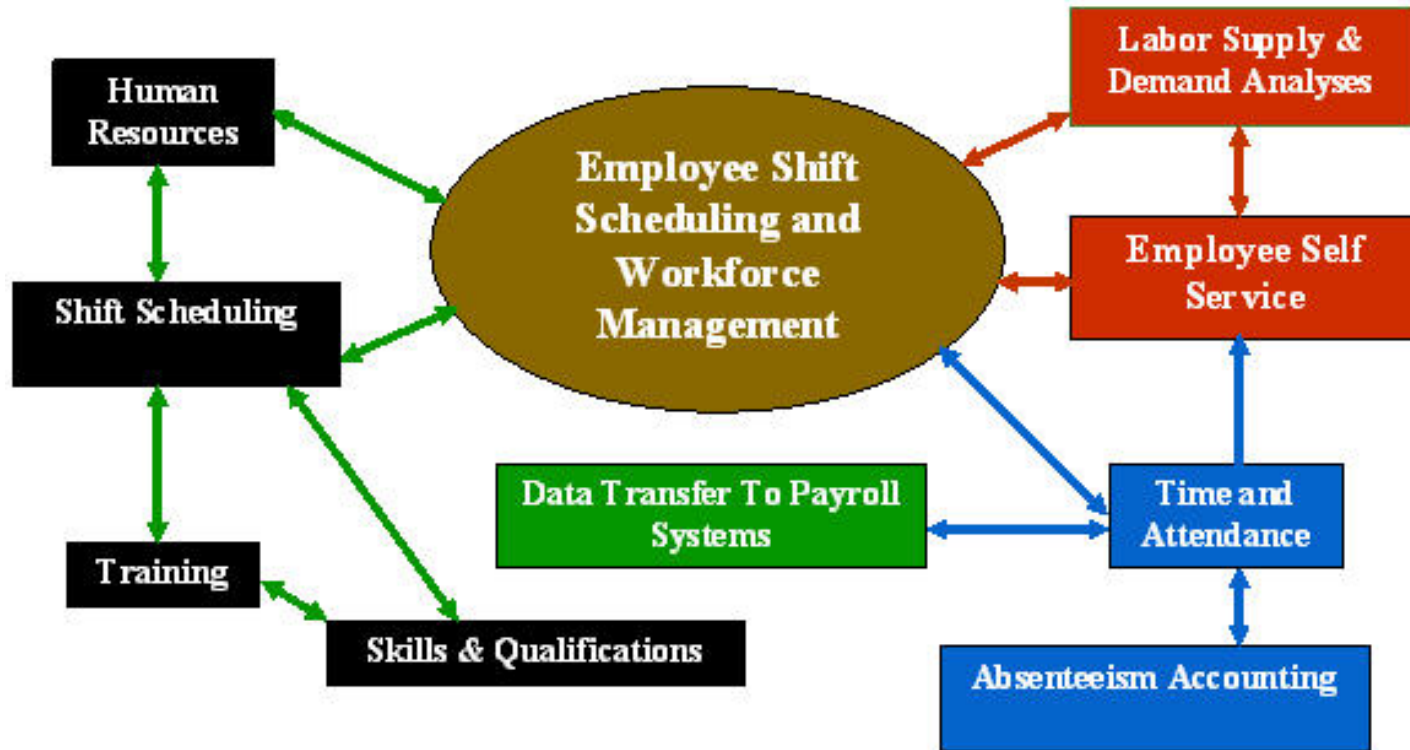 Human
Resources
Shift Scheduling
Training
Skills & Qualifications
Employee Shift
Scheduling and
Workforce
Management
Data Transfer To Payroll
Systems
Labor Supply &
Demand Analyses
Employee Self
Service
Time and
Attendance
Absenteeism Accounting